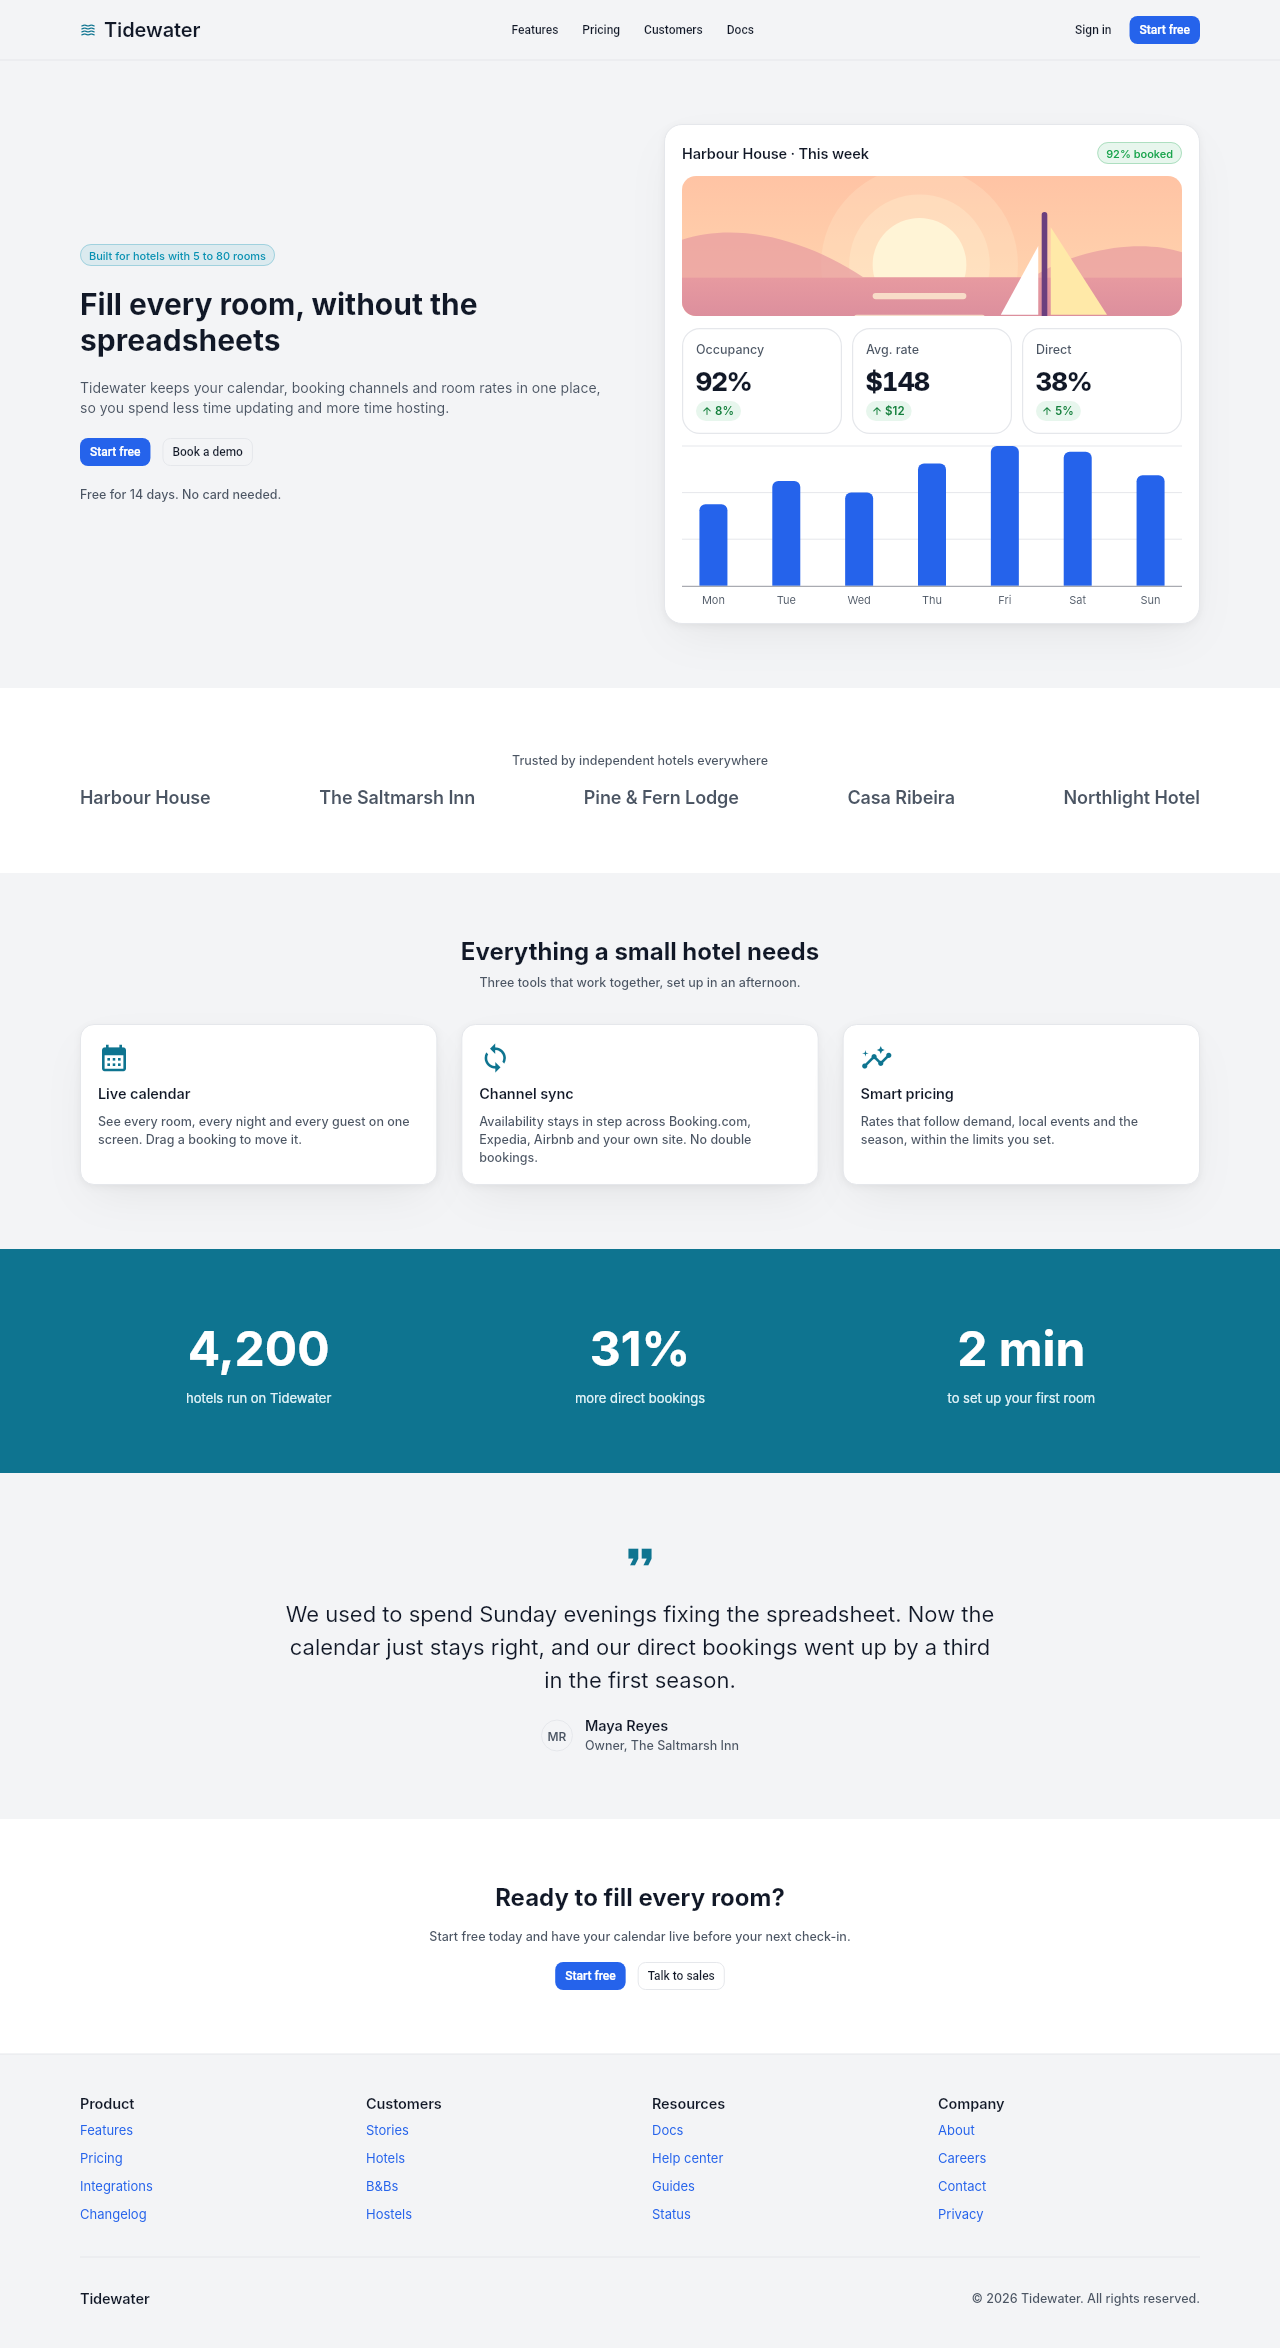 Tidewater
Features
Pricing
Customers
Docs
Sign in
Start free
Built for hotels with 5 to 80 rooms
Fill every room, without the
spreadsheets
Tidewater keeps your calendar, booking channels and room rates in one place,
so you spend less time updating and more time hosting.
Start free
Book a demo
Free for 14 days. No card needed.
Harbour House · This week
92% booked
Occupancy
92%
↑ 8%
Avg. rate
$148
↑ $12
Direct
38%
↑ 5%
Mon
Tue
Wed
Thu
Fri
Sat
Sun
Trusted by independent hotels everywhere
Harbour House
The Saltmarsh Inn
Pine & Fern Lodge
Casa Ribeira
Northlight Hotel
Everything a small hotel needs
Three tools that work together, set up in an afternoon.
Live calendar
See every room, every night and every guest on one
screen. Drag a booking to move it.
Channel sync
Availability stays in step across Booking.com,
Expedia, Airbnb and your own site. No double
bookings.
Smart pricing
Rates that follow demand, local events and the
season, within the limits you set.
4,200
hotels run on Tidewater
31%
more direct bookings
2 min
to set up your first room
We used to spend Sunday evenings fixing the spreadsheet. Now the
calendar just stays right, and our direct bookings went up by a third
in the first season.
MR
Maya Reyes
Owner, The Saltmarsh Inn
Ready to fill every room?
Start free today and have your calendar live before your next check-in.
Start free
Talk to sales
Product
Features
Pricing
Integrations
Changelog
Customers
Stories
Hotels
B&Bs
Hostels
Resources
Docs
Help center
Guides
Status
Company
About
Careers
Contact
Privacy
Tidewater
© 2026 Tidewater. All rights reserved.